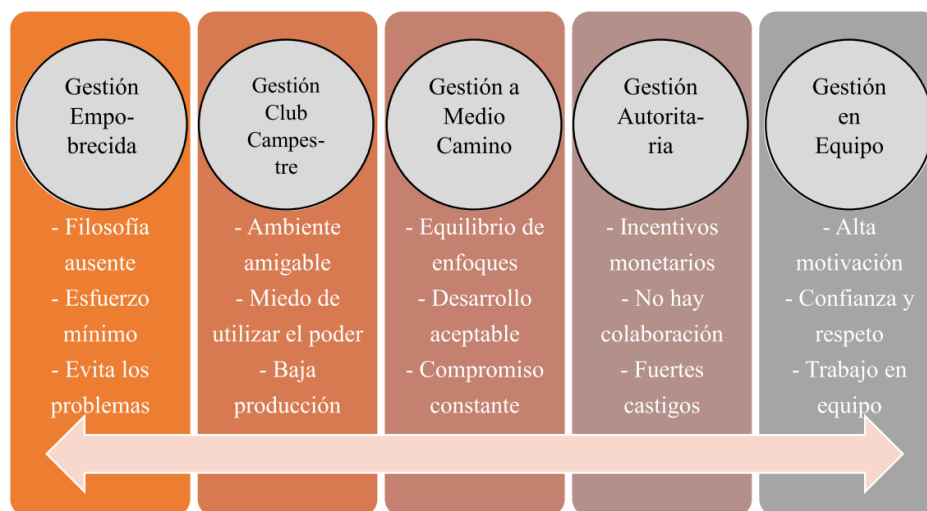 Gestión
Empo-
brecida
- Filosofía
ausente
- Esfuerzo
mínimo
- Evita los
problemas
Gestión
Club
Campes-
tre
- Ambiente
amigable
- Miedo de
utilizar el poder
- Baja
producción
Gestión a
Medio
Camino
- Equilibrio de
enfoques
- Desarrollo
aceptable
- Compromiso
constante
Gestión
Autorita-
ria
- Incentivos
monetarios
- No hay
colaboración
- Fuertes
castigos
Gestión
en
Equipo
- Alta
motivación
- Confianza y
respeto
- Trabajo en
equipo